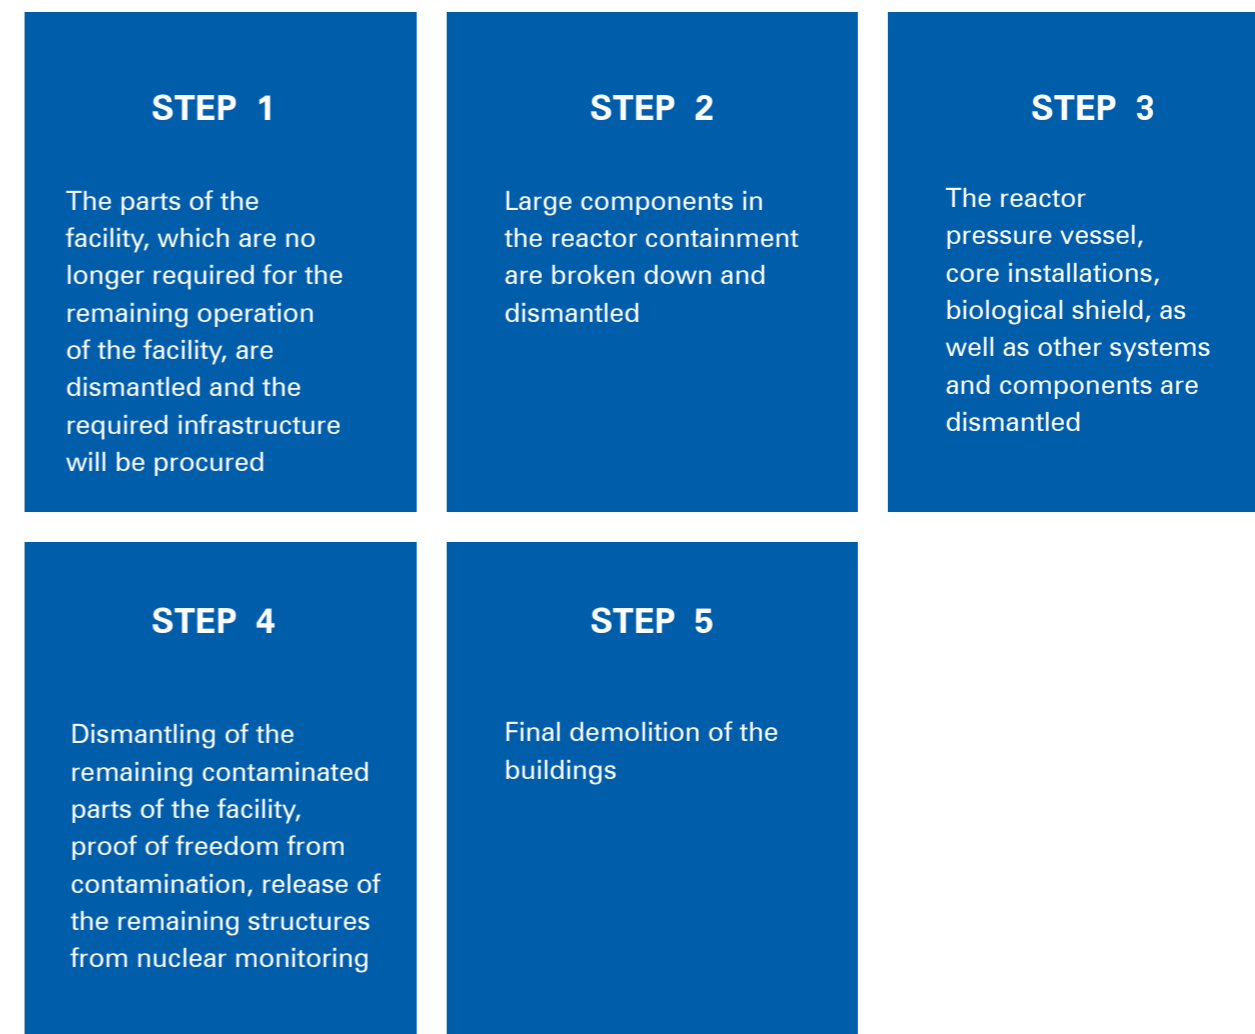 STEP 1
The parts of the
facility, which are no
longer required for the
remaining operation
of the facility, are
dismantled and the
required infrastructure
will be procured
STEP 2
Large components in
the reactor containment
are broken down and
dismantled
STEP 3
The reactor
pressure vessel,
core installations,
biological shield, as
well as other systems
and components are
dismantled
STEP 4
Dismantling of the
remaining contaminated
parts of the facility,
proof of freedom from
contamination, release of
the remaining structures
from nuclear monitoring
STEP 5
Final demolition of the
buildings